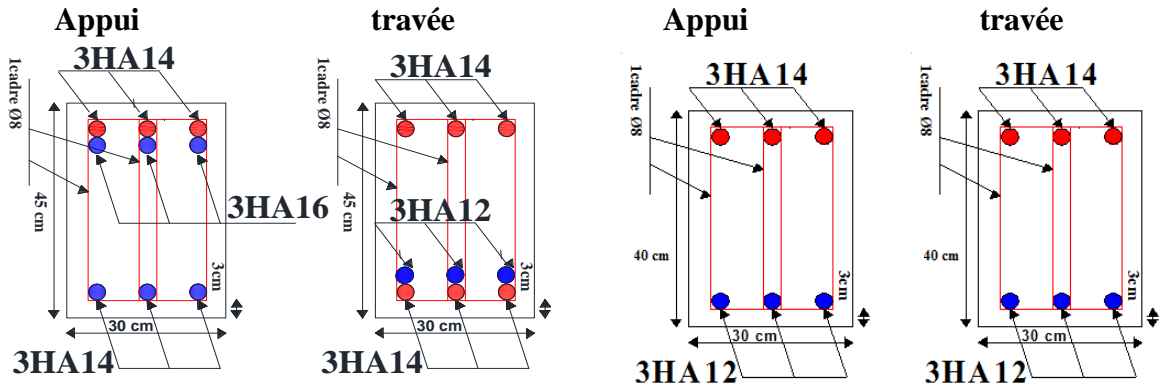 Appui
travée
Appui
travée
3HA14
3HA14
3HA14
3HA14
1cadre Ø8
1cadre Ø8
1cadre Ø8
1cadre Ø8
45 cm
3HA16
45 cm
3HA12
40 cm
40 cm
3cm
3cm
3cm
3cm
30 cm
30 cm
30 cm
30 cm
3HA14
3HA14
3HA12
3HA12